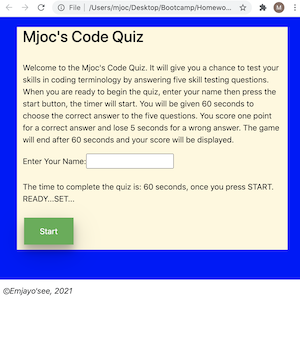 File | /Users/mjoc/Desktop/Bootcamp/Homewo...
M
Mjoc's Code Quiz
Welcome to the Mjoc's Code Quiz. It will give you a chance to test your
skills in coding terminology by answering five skill testing questions.
When you are ready to begin the quiz, enter your name then press the
start button, the timer will start. You will be given 60 seconds to
choose the correct answer to the five questions. You score one point
for a correct answer and lose 5 seconds for a wrong answer. The game
will end after 60 seconds and your score will be displayed.
Enter Your Name:
The time to complete the quiz is: 60 seconds, once you press START.
READY...SET...
Start
©Emjayo'see, 2021